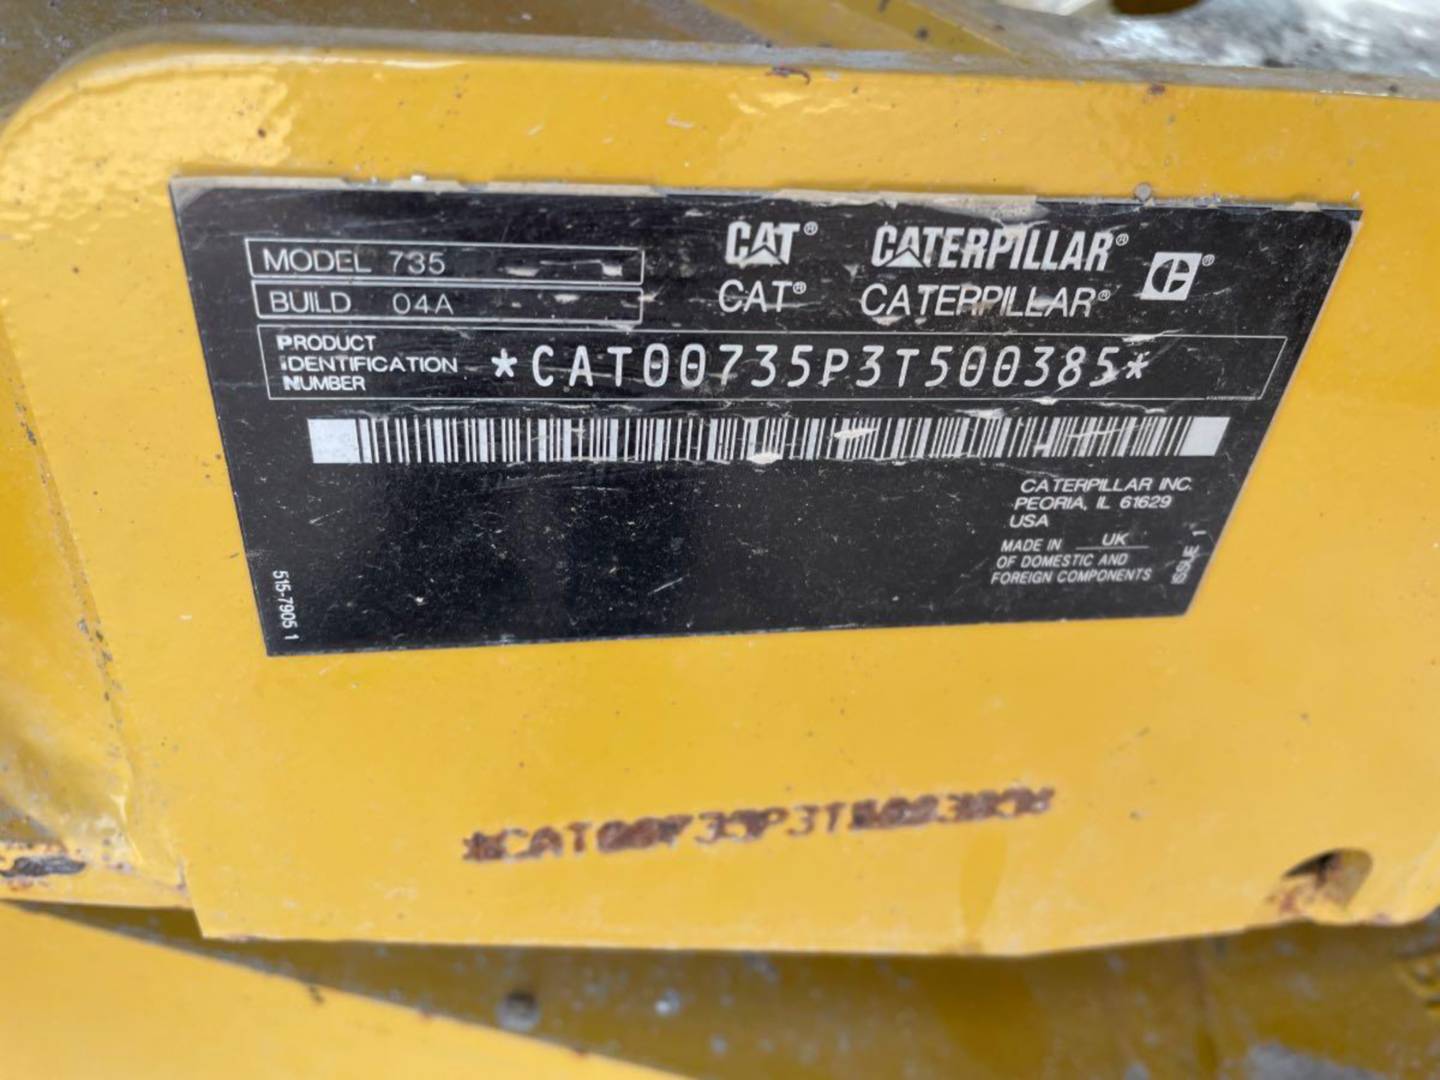 MODEL 735
BUILD 04A
CAT® CATERPILLAR®
CAT® CATERPILLAR®
PRODUCT
IDENTIFICATION
NUMBER
*CAT00735P3T500385*
CATERPILLAR INC.
PEORIA, IL 61629
USA
MADE IN UK
OF DOMESTIC AND
FOREIGN COMPONENTS
ISSUE 1
515-7905 1
*CAT00735P3T500385*